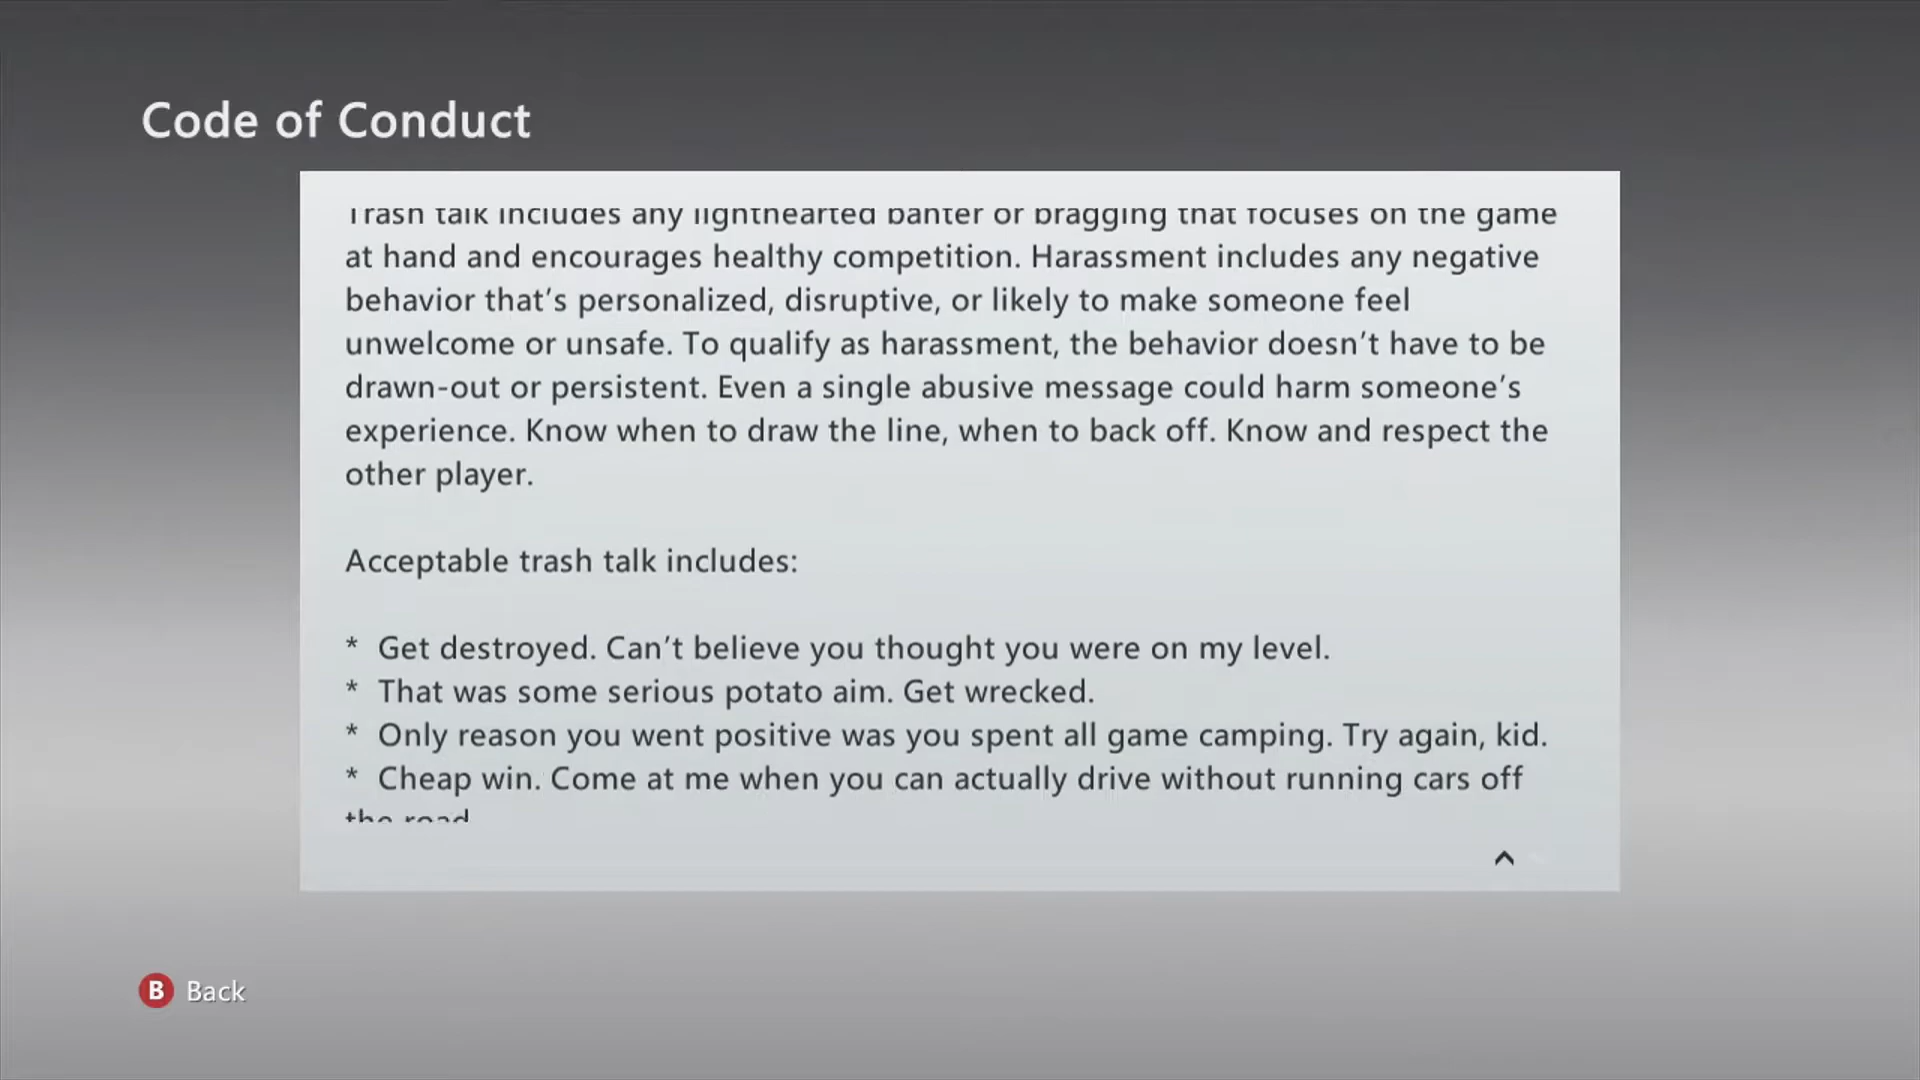 Code of Conduct
Trash talk includes any lighthearted banter or bragging that focuses on the game
at hand and encourages healthy competition. Harassment includes any negative
behavior that’s personalized, disruptive, or likely to make someone feel
unwelcome or unsafe. To qualify as harassment, the behavior doesn’t have to be
drawn-out or persistent. Even a single abusive message could harm someone’s
experience. Know when to draw the line, when to back off. Know and respect the
other player.
Acceptable trash talk includes:
* Get destroyed. Can’t believe you thought you were on my level.
* That was some serious potato aim. Get wrecked.
* Only reason you went positive was you spent all game camping. Try again, kid.
* Cheap win. Come at me when you can actually drive without running cars off
the road
B Back